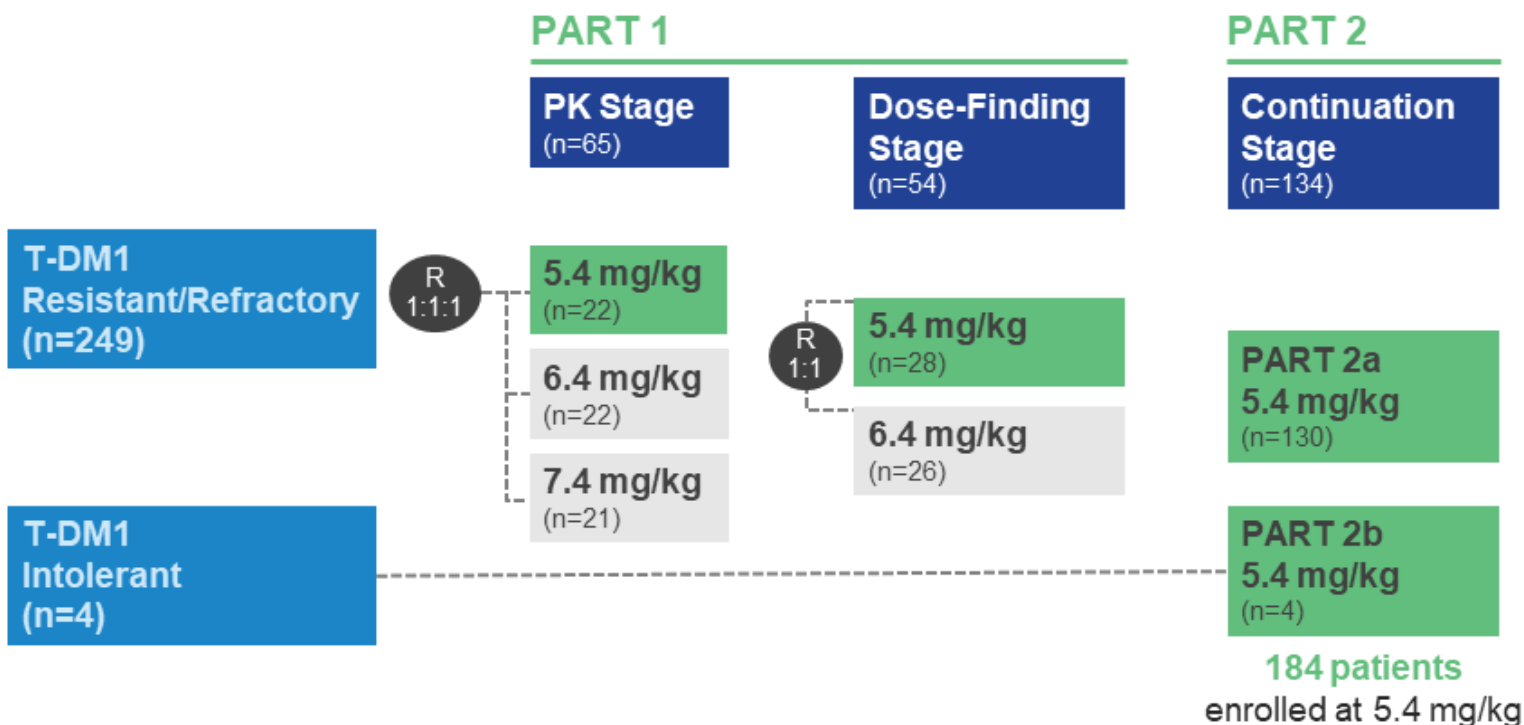 PART 1
PART 2
PK Stage
(n=65)
Dose-Finding
Stage
(n=54)
Continuation
Stage
(n=134)
T-DM1
Resistant/Refractory
(n=249)
R
1:1:1
5.4 mg/kg
(n=22)
6.4 mg/kg
(n=22)
7.4 mg/kg
(n=21)
R
1:1
5.4 mg/kg
(n=28)
6.4 mg/kg
(n=26)
PART 2a
5.4 mg/kg
(n=130)
T-DM1
Intolerant
(n=4)
PART 2b
5.4 mg/kg
(n=4)
184 patients
enrolled at 5.4 mg/kg